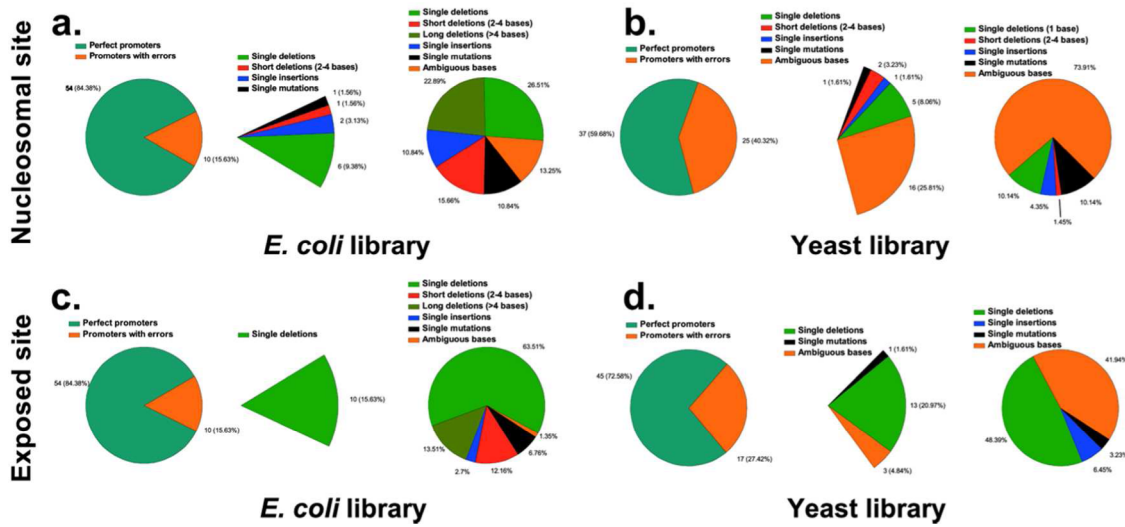 Nucleosomal site
a.
Perfect promoters
Promoters with errors
54 (84.38%)
10 (15.63%)
Single deletions
Short deletions (2-4 bases)
Single insertions
Single mutations
1 (1.56%)
1 (1.56%)
2 (3.13%)
6 (9.38%)
Single deletions
Short deletions (2-4 bases)
Long deletions (>4 bases)
Single insertions
Single mutations
Ambiguous bases
22.89%
26.51%
10.84%
13.25%
15.66%
10.84%
E. coli library
b.
Perfect promoters
Promoters with errors
37 (59.68%)
25 (40.32%)
Single deletions
Short deletions (2-4 bases)
Single insertions
Single mutations
Ambiguous bases
2 (3.23%)
1 (1.61%)
1 (1.61%)
5 (8.06%)
16 (25.81%)
Single deletions (1 base)
Short deletions (2-4 bases)
Single insertions
Single mutations
Ambiguous bases
73.91%
10.14%
4.35%
1.45%
10.14%
Yeast library
Exposed site
c.
Perfect promoters
Promoters with errors
54 (84.38%)
10 (15.63%)
Single deletions
10 (15.63%)
Single deletions
Short deletions (2-4 bases)
Long deletions (>4 bases)
Single insertions
Single mutations
Ambiguous bases
63.51%
1.35%
13.51%
6.76%
2.7%
12.16%
E. coli library
d.
Perfect promoters
Promoters with errors
45 (72.58%)
17 (27.42%)
Single deletions
Single mutations
Ambiguous bases
1 (1.61%)
13 (20.97%)
3 (4.84%)
Single deletions
Single insertions
Single mutations
Ambiguous bases
41.94%
48.39%
3.23%
6.45%
Yeast library